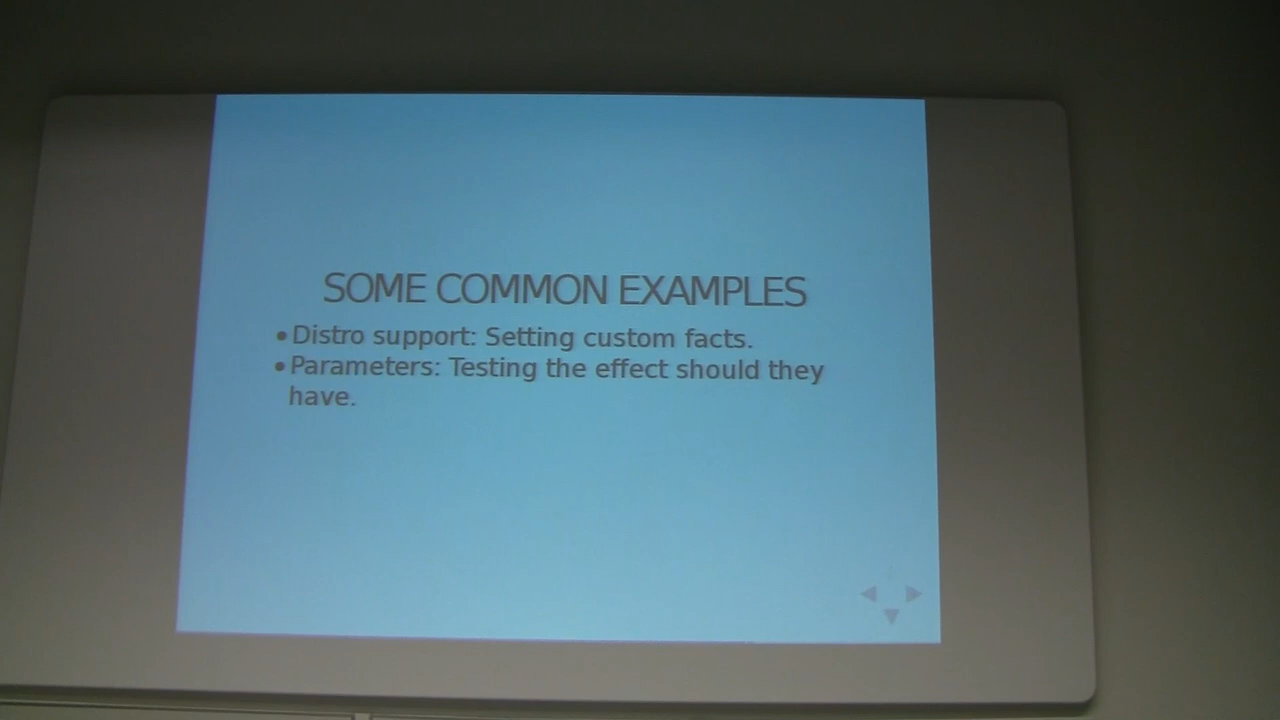 SOME COMMON EXAMPLES
•Distro support: Setting custom facts.
•Parameters: Testing the effect should they
have.